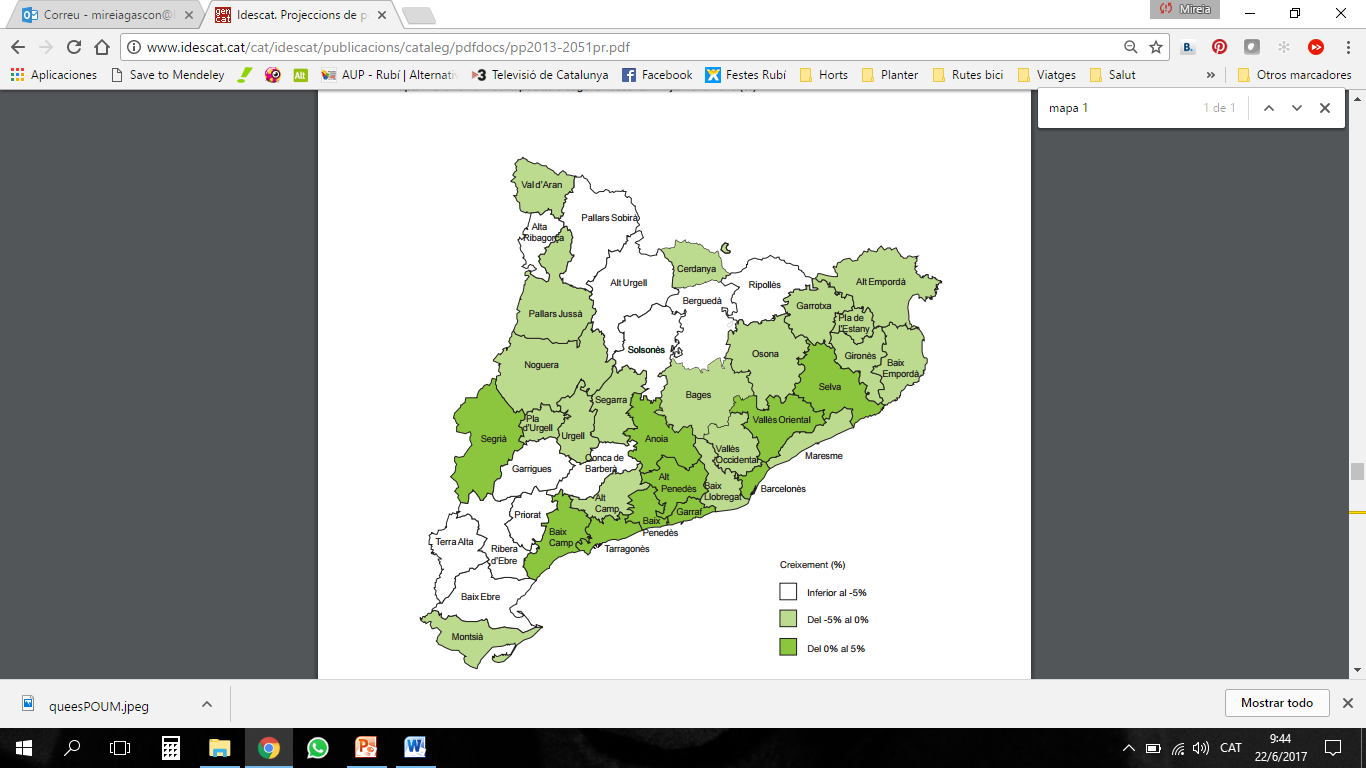 Correu - mireiagascon@
Idescat. Projeccions de p
Mireia
www.idescat.cat/cat/idescat/publicacions/cataleg/pdfdocs/pp2013-2051pr.pdf
Aplicaciones
Save to Mendeley
Alt
AUP - Rubí | Alternati
Televisió de Catalunya
Facebook
Festes Rubí
Horts
Planter
Rutes bici
Viatges
Salut
»
Otros marcadores
mapa 1
1 de 1
Val d'Aran
Pallars Sobirà
Alta
Ribagorça
Alt Urgell
Cerdanya
Berguedà
Ripollès
Alt Empordà
Garrotxa
Pla de
l'Estany
Pallars Jussà
Solsonès
Osona
Gironès
Baix
Empordà
Noguera
Selva
Segarra
Bages
Pla
d'Urgell
Urgell
Vallès Oriental
Segrià
Anoia
Vallès
Occidental
Maresme
Garrigues
Conca de
Barberà
Alt
Penedès
Baix
Llobregat
Barcelonès
Alt
Camp
Garraf
Priorat
Baix
Penedès
Baix
Camp
Tarragonès
Terra Alta
Ribera
d'Ebre
Baix Ebre
Montsià
Creixement (%)
Inferior al -5%
Del -5% al 0%
Del 0% al 5%
queesPOUM.jpeg
Mostrar todo
CAT
9:44
22/6/2017